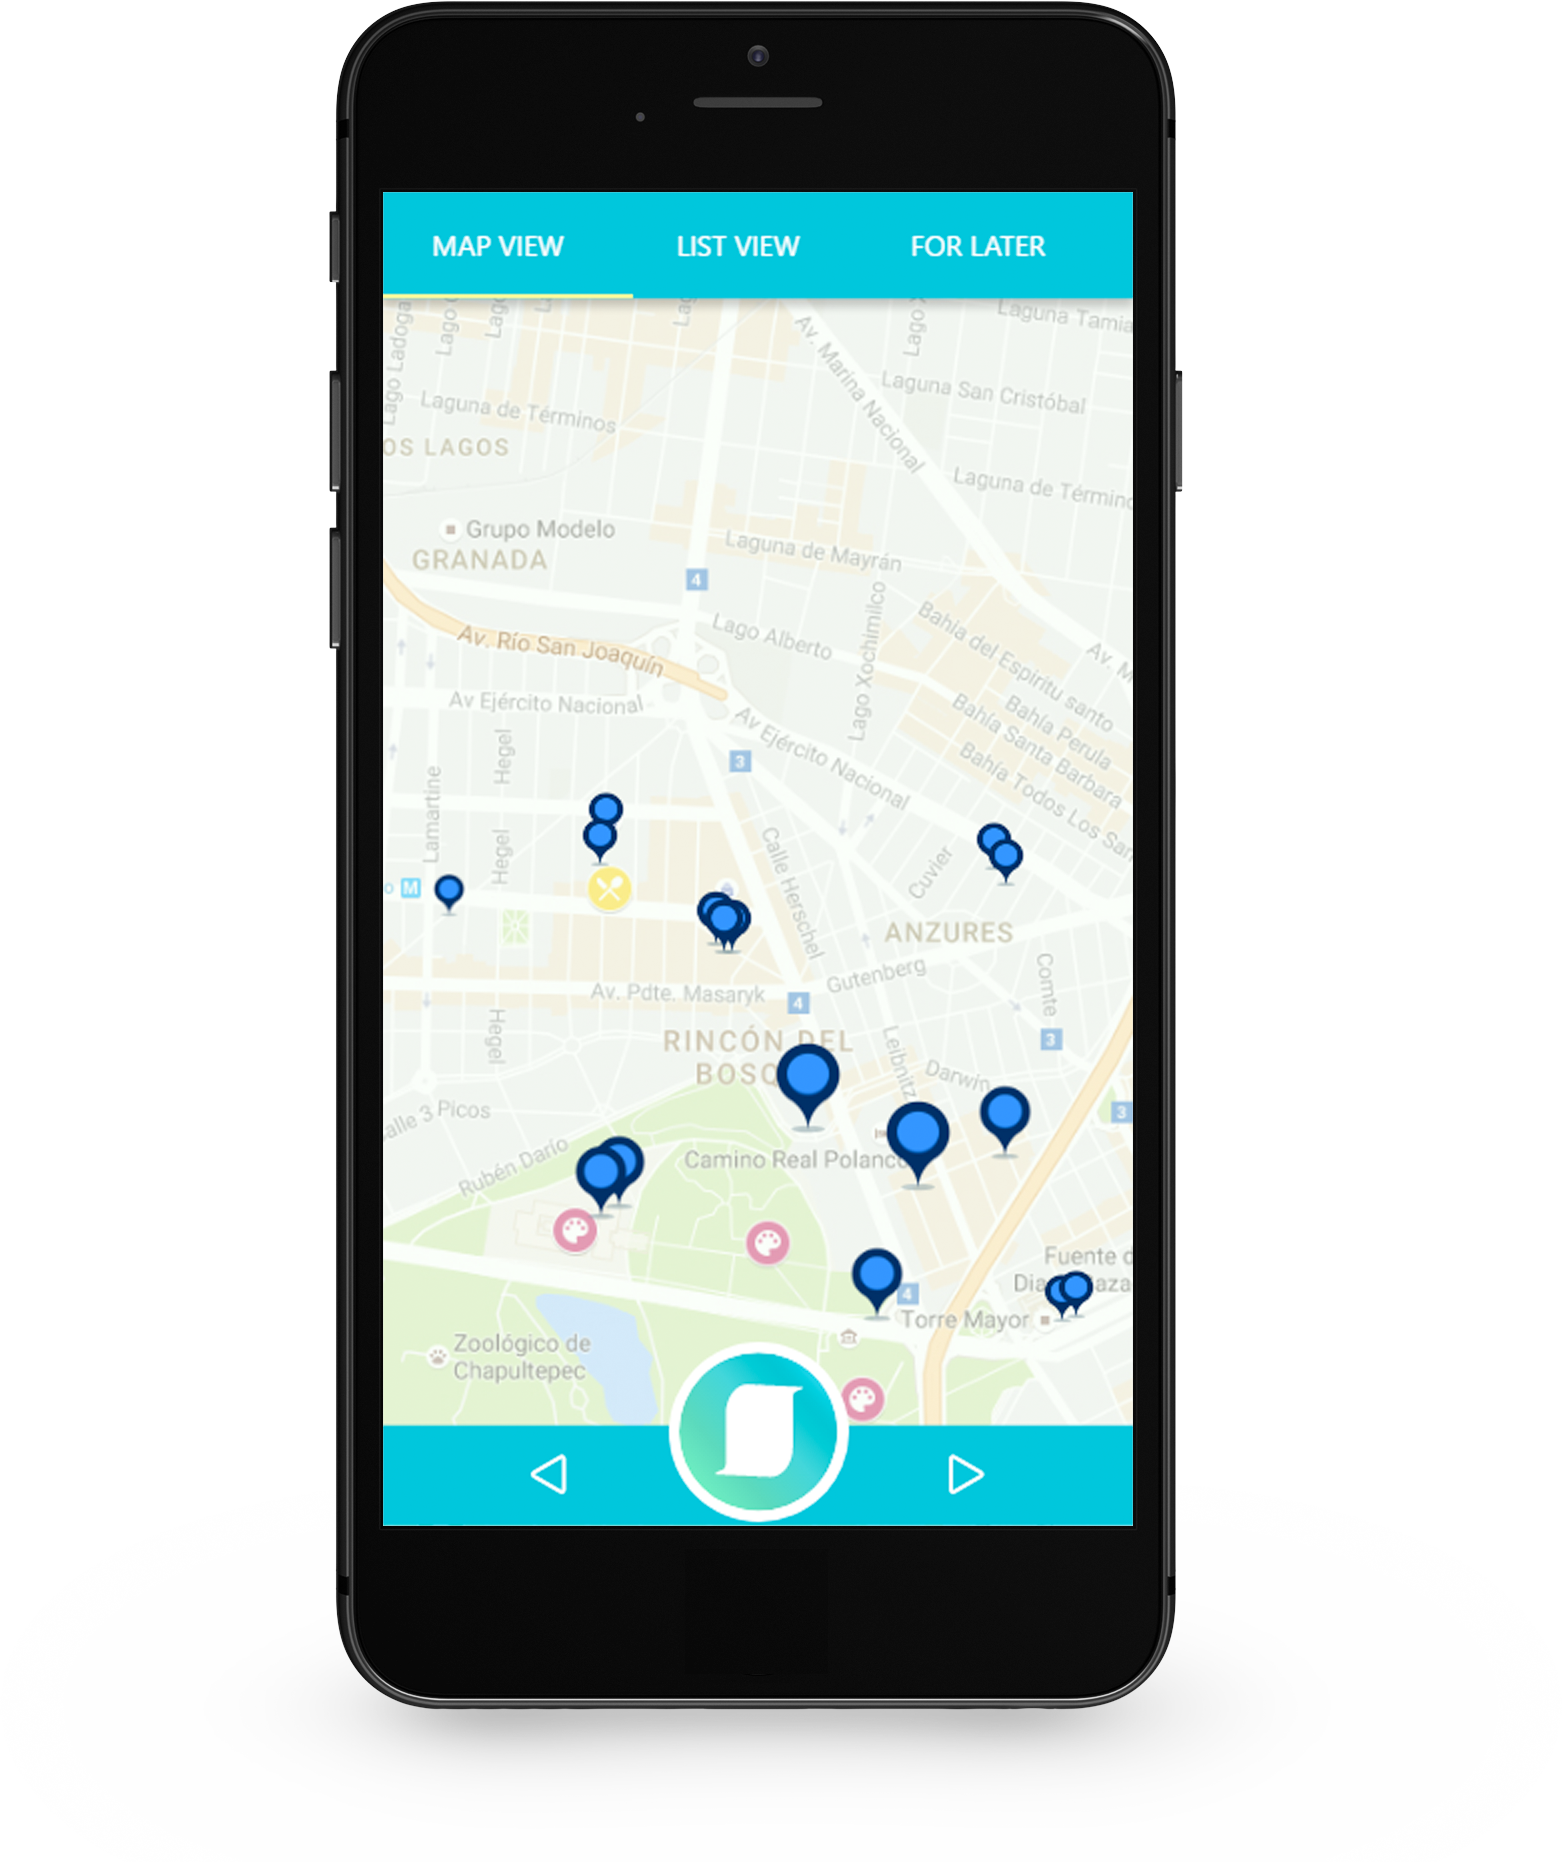 MAP VIEW
LIST VIEW
FOR LATER
Laguna
Lago Ladoga
Lago
Lago
Lago
Lago
Av. Marina Nacional
Laguna San Cristóbal
Laguna de Términos
OS LAGOS
Laguna de
Grupo Modelo
GRANADA
Laguna de Mayrán
4
Lago Alberto
Lago Xochimilco
Bahía del Espíritu santo
Av.
Av. Río San Joaquín
Av Ejército Nacional
Av Ejército Nacional
Bahía Perula
Bahía Santa Barbara
Bahía Todos Los
Hegel
3
Lamartine
Hegel
Calle Herschel
Cuvier
o M
ANZURES
Gutenberg
Comte
Av. Pdte. Masaryk
4
Hegel
RINCÓN DEL
BOSQ
Leibnitz
Darwin
3
3
alle 3 Picos
Rubén Darío
Camino Real Polanco
Fuente d
Dia
aza
4
Torre Mayor
Zoológico de
Chapultepec